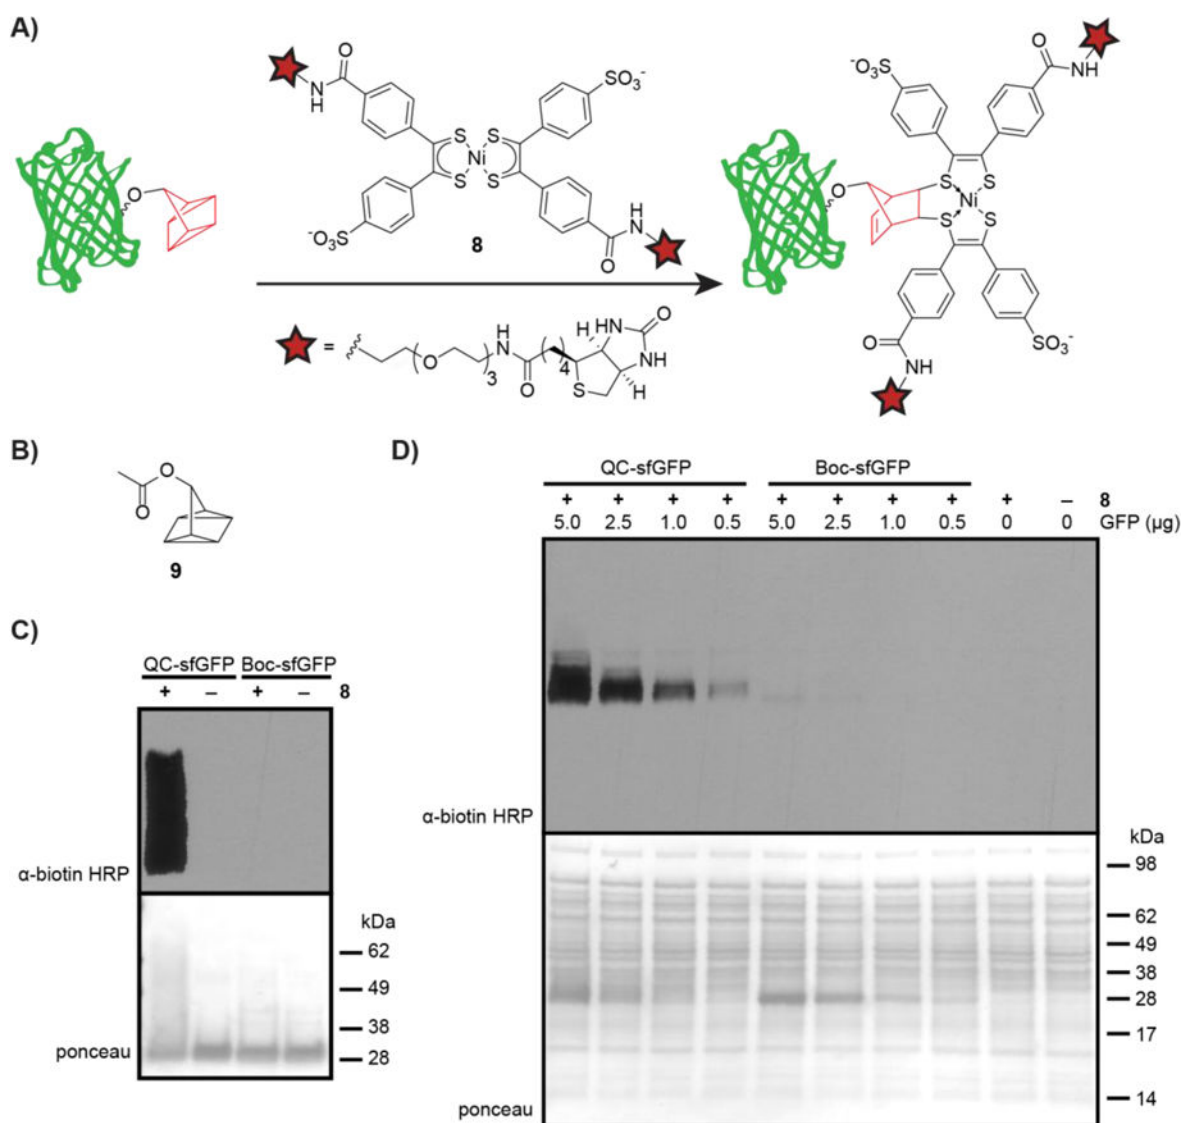 A)
O
N
H
⁻O₃S
S
S
Ni
S
S
SO₃⁻
O
H
N
O
8
O
⁻O₃S
O
NH
S
S
Ni
S
S
SO₃⁻
O
NH
=
O
3
H
N
O
4
S
H
HN
O
NH
H
B)
O
O
9
C)
QC-sfGFP Boc-sfGFP
+ – + – 8
α-biotin HRP
kDa
62
49
38
28
ponceau
D)
QC-sfGFP Boc-sfGFP
+ + + + + + + + + – 8
5.0 2.5 1.0 0.5 5.0 2.5 1.0 0.5 0 0 GFP (µg)
α-biotin HRP
kDa
98
62
49
38
28
17
14
ponceau